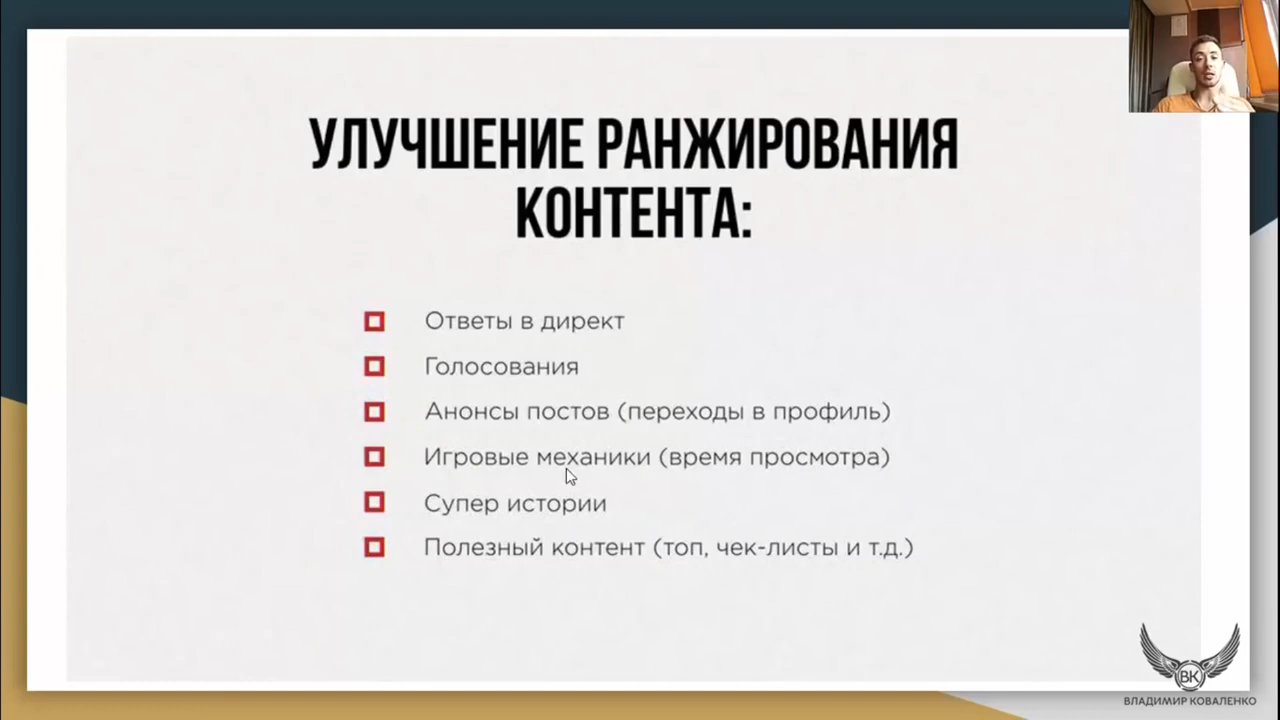 УЛУЧШЕНИЕ РАНЖИРОВАНИЯ
КОНТЕНТА:
Ответы в директ
Голосования
Анонсы постов (переходы в профиль)
Игровые механики (время просмотра)
Супер истории
Полезный контент (топ, чек-листы и т.д.)
ВК
ВЛАДИМИР КОВАЛЕНКО